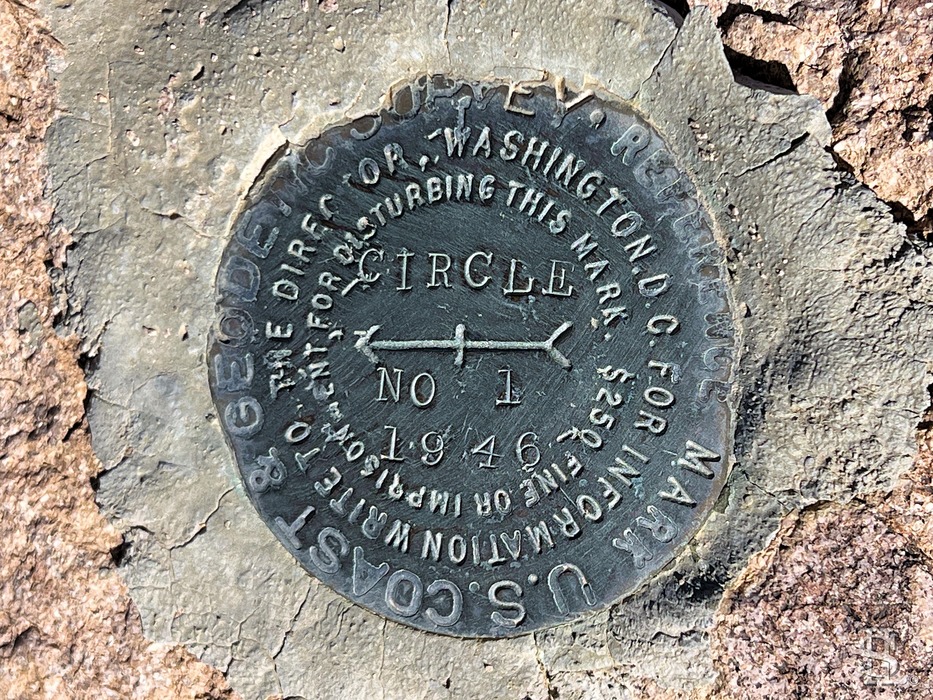 U.S. COAST & GEODETIC SURVEY. REFERENCE MARK
WRITE TO THE DIRECTOR, WASHINGTON, D.C. FOR INFORMATION
$250 FINE OR IMPRISONMENT FOR DISTURBING THIS MARK.
CIRCLE
NO 1
1946